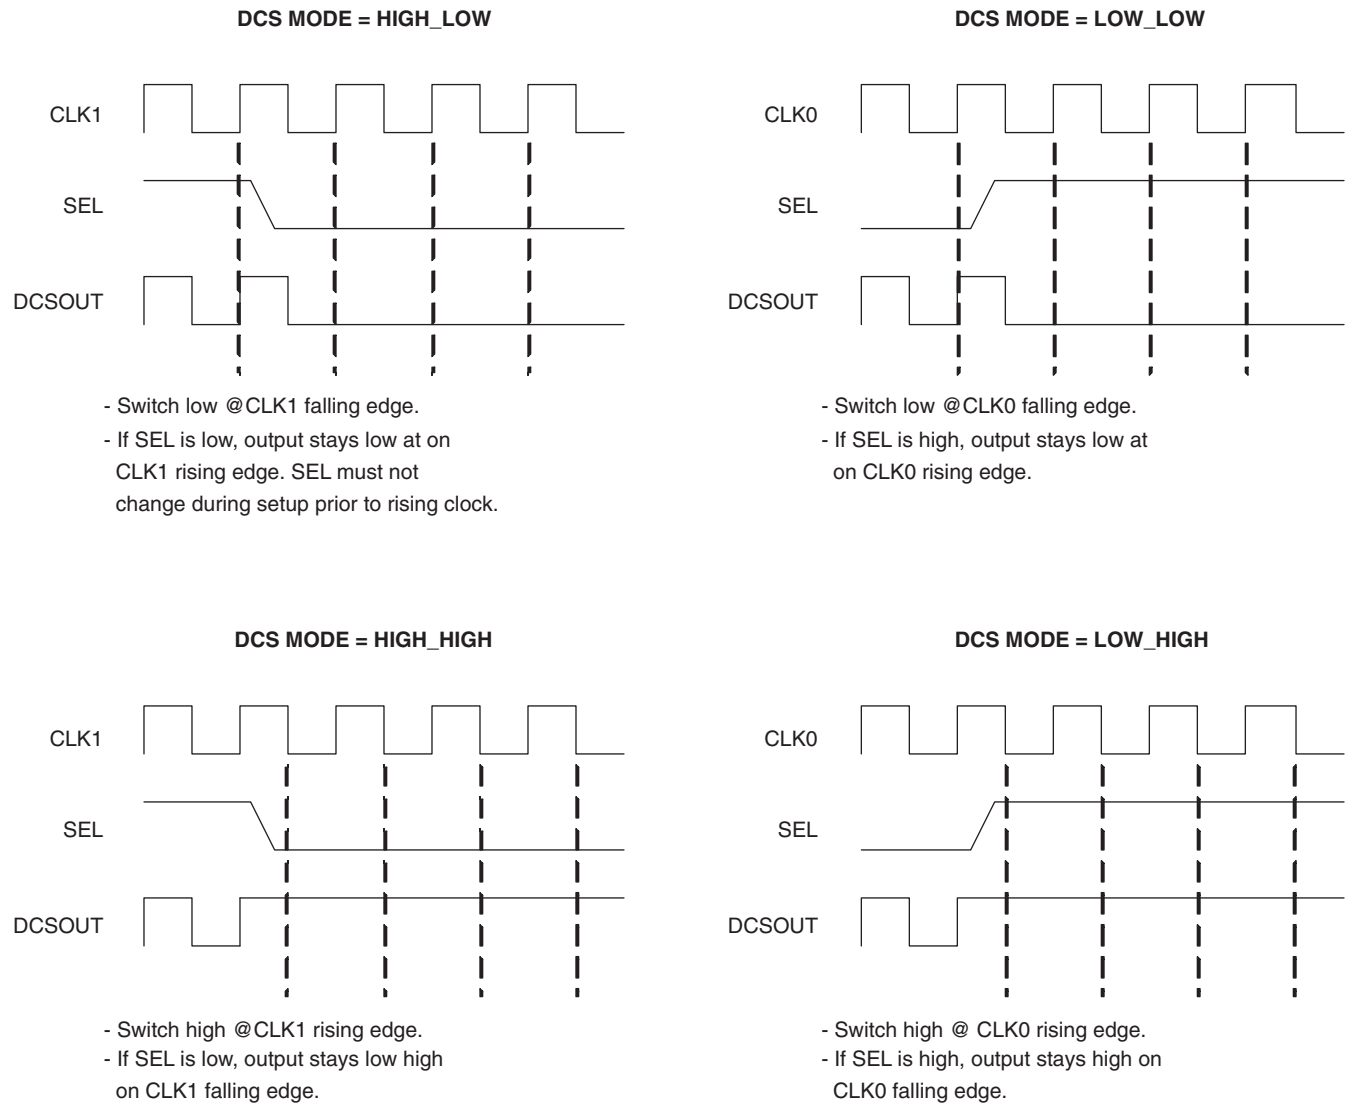 DCS MODE = HIGH_LOW
CLK1
SEL
DCSOUT
- Switch low @CLK1 falling edge.
- If SEL is low, output stays low at on
CLK1 rising edge. SEL must not
change during setup prior to rising clock.
DCS MODE = LOW_LOW
CLK0
SEL
DCSOUT
- Switch low @CLK0 falling edge.
- If SEL is high, output stays low at
on CLK0 rising edge.
DCS MODE = HIGH_HIGH
CLK1
SEL
DCSOUT
- Switch high @CLK1 rising edge.
- If SEL is low, output stays low high
on CLK1 falling edge.
DCS MODE = LOW_HIGH
CLK0
SEL
DCSOUT
- Switch high @ CLK0 rising edge.
- If SEL is high, output stays high on
CLK0 falling edge.